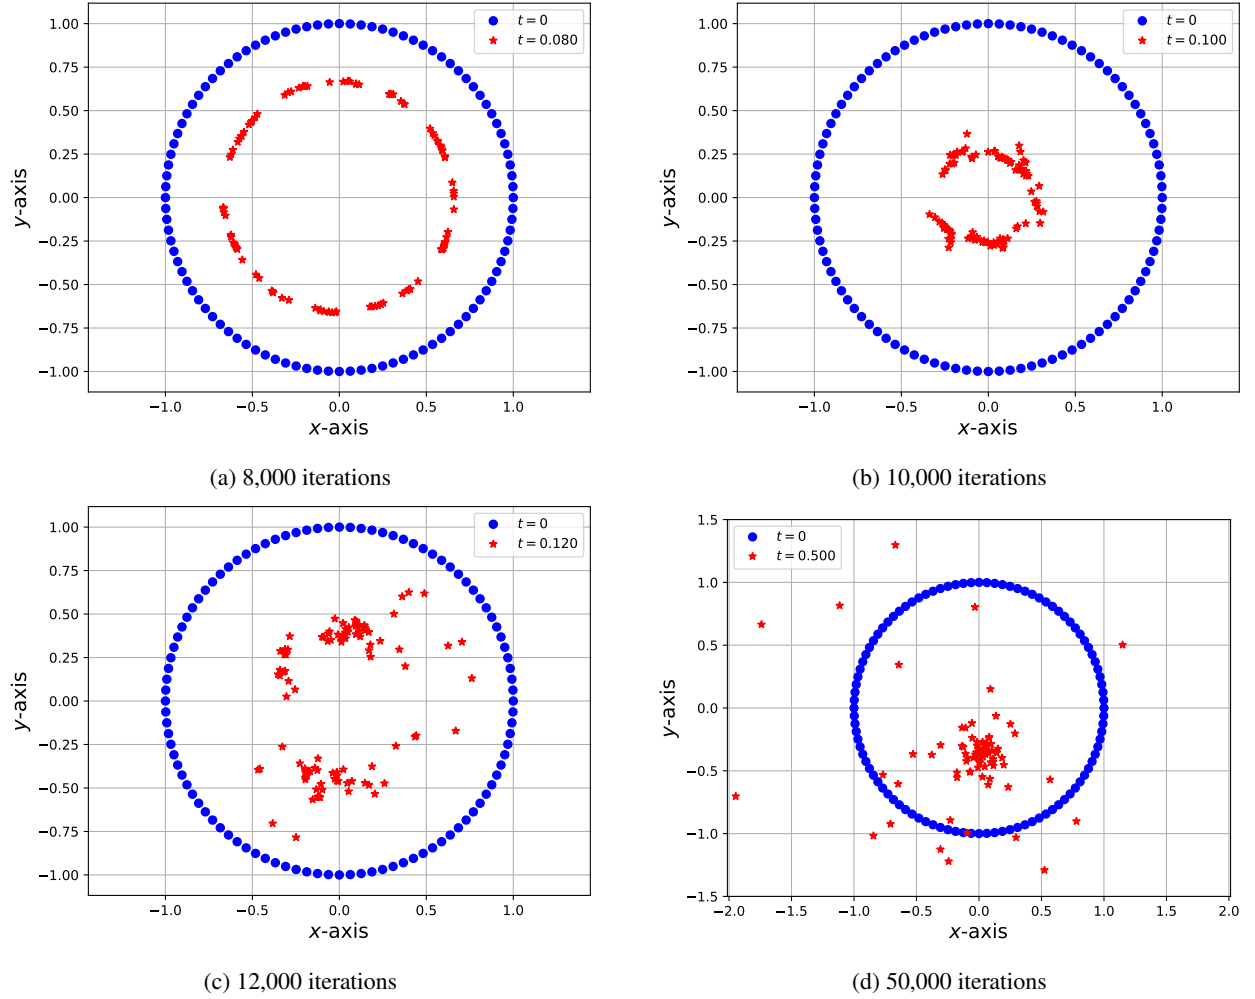 1.00
0.75
0.50
0.25
0.00
−0.25
−0.50
−0.75
−1.00
y-axis
−1.0 −0.5 0.0 0.5 1.0
x-axis
t = 0
t = 0.080
(a) 8,000 iterations
1.00
0.75
0.50
0.25
0.00
−0.25
−0.50
−0.75
−1.00
y-axis
−1.0 −0.5 0.0 0.5 1.0
x-axis
t = 0
t = 0.100
(b) 10,000 iterations
1.00
0.75
0.50
0.25
0.00
−0.25
−0.50
−0.75
−1.00
y-axis
−1.0 −0.5 0.0 0.5 1.0
x-axis
t = 0
t = 0.120
(c) 12,000 iterations
1.5
1.0
0.5
0.0
−0.5
−1.0
−1.5
y-axis
−2.0 −1.5 −1.0 −0.5 0.0 0.5 1.0 1.5 2.0
x-axis
t = 0
t = 0.500
(d) 50,000 iterations